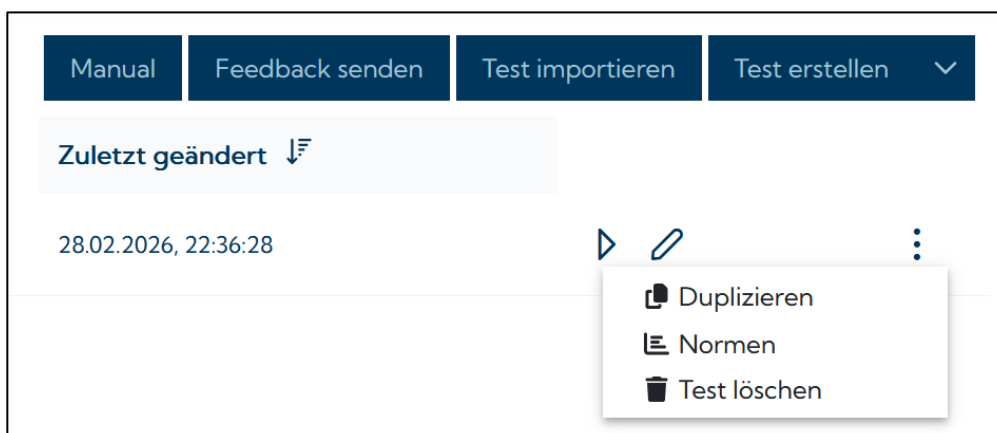 Manual Feedback senden Test importieren Test erstellen
Zuletzt geändert
28.02.2026, 22:36:28
Duplizieren
Normen
Test löschen